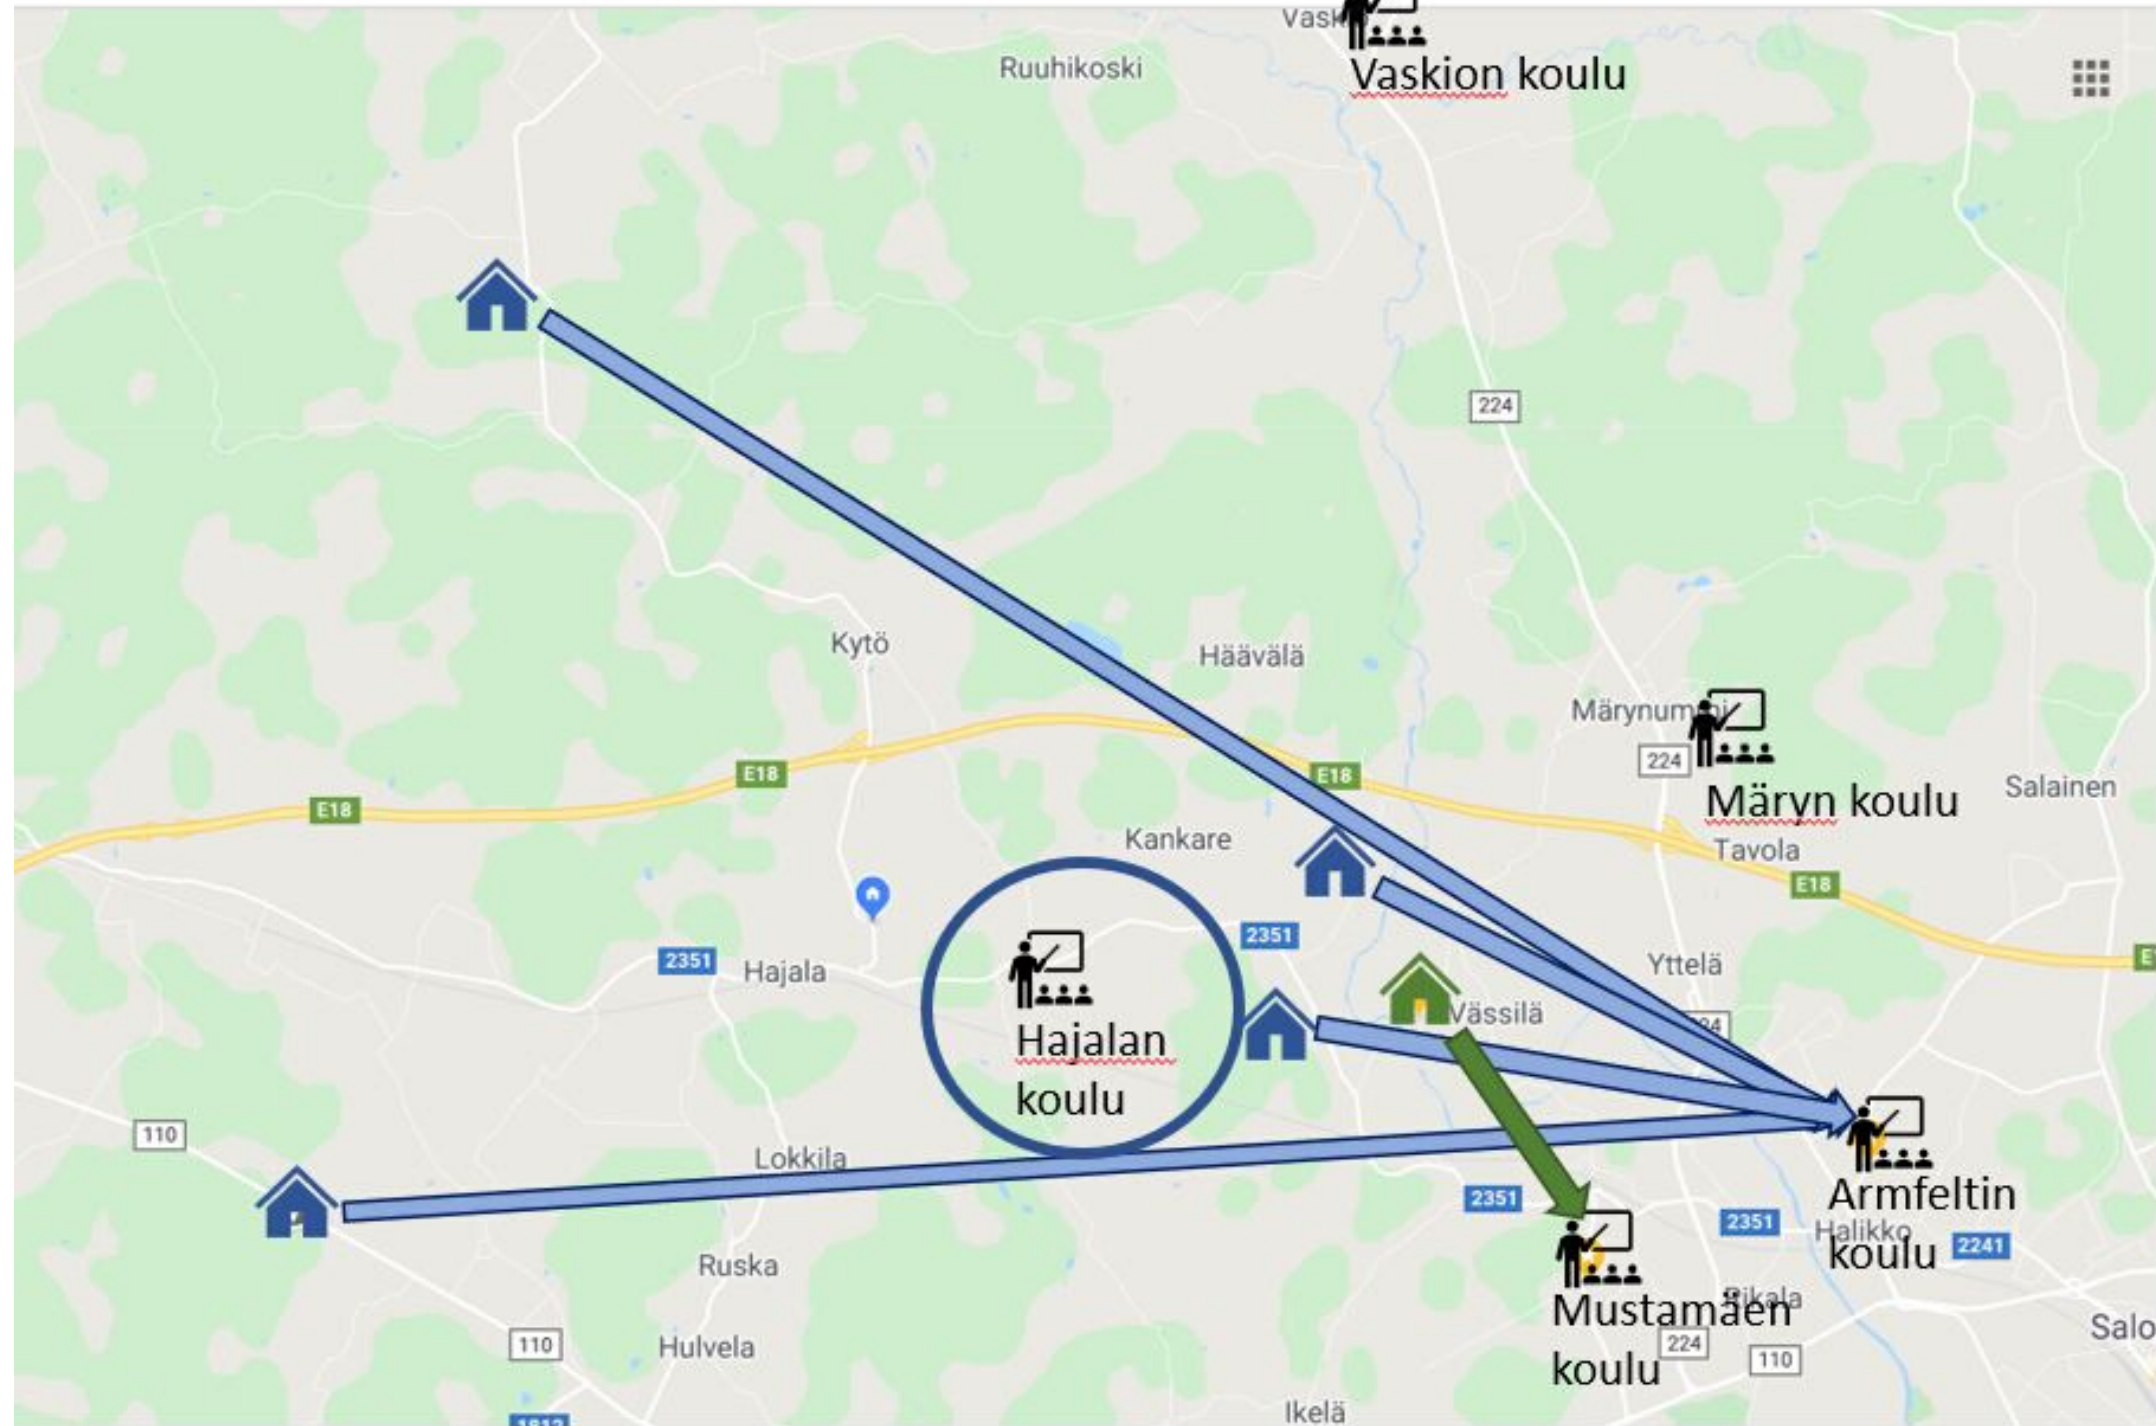 Vaskion koulu
Ruuhikoski
224
Kytö
Häävälä
Märynummi
224
E18
E18
E18
Märyn koulu
Salainen
Kankare
Tavola
E18
2351
2351
Hajala
Yttelä
Hajalan
koulu
Vässilä
110
Lokkila
2351
Armfeltin
koulu
2351
Halikko
2241
Ruska
Mustamäen
koulu
Rikala
224
110
Salo
110
Hulvela
Ikelä